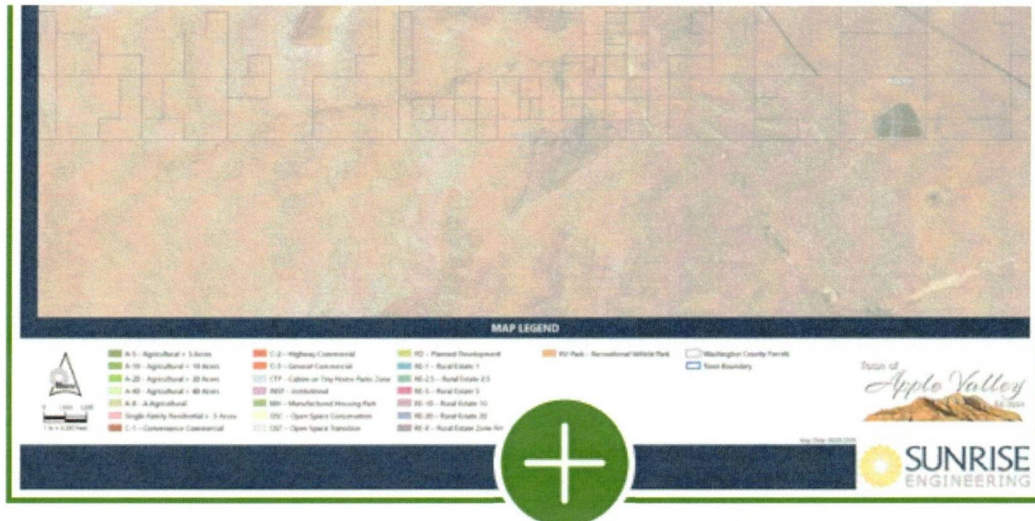 MAP LEGEND
A-5 - Agricultural > 5 Acres
A-10 - Agricultural > 10 Acres
A-20 - Agricultural > 20 Acres
A-40 - Agricultural > 40 Acres
A-X - A-Agricultural
Single Family Residential > .5 Acres
C-1 - Convenience Commercial
C-2 - Highway Commercial
C-3 - General Commercial
CTP - Cabins or Tiny Home Parks Zone
INST - Institutional
MH - Manufactured Housing Park
OSC - Open Space Conservation
OST - Open Space Transition
PD - Planned Development
RE-1 - Rural Estate 1
RE-2.5 - Rural Estate 2.5
RE-5 - Rural Estate 5
RE-10 - Rural Estate 10
RE-20 - Rural Estate 20
RE-X - Rural Estate Zone
RV Park - Recreational Vehicle Park
Washington County Parcels
Town Boundary
Town of
Apple Valley
SUNRISE
ENGINEERING